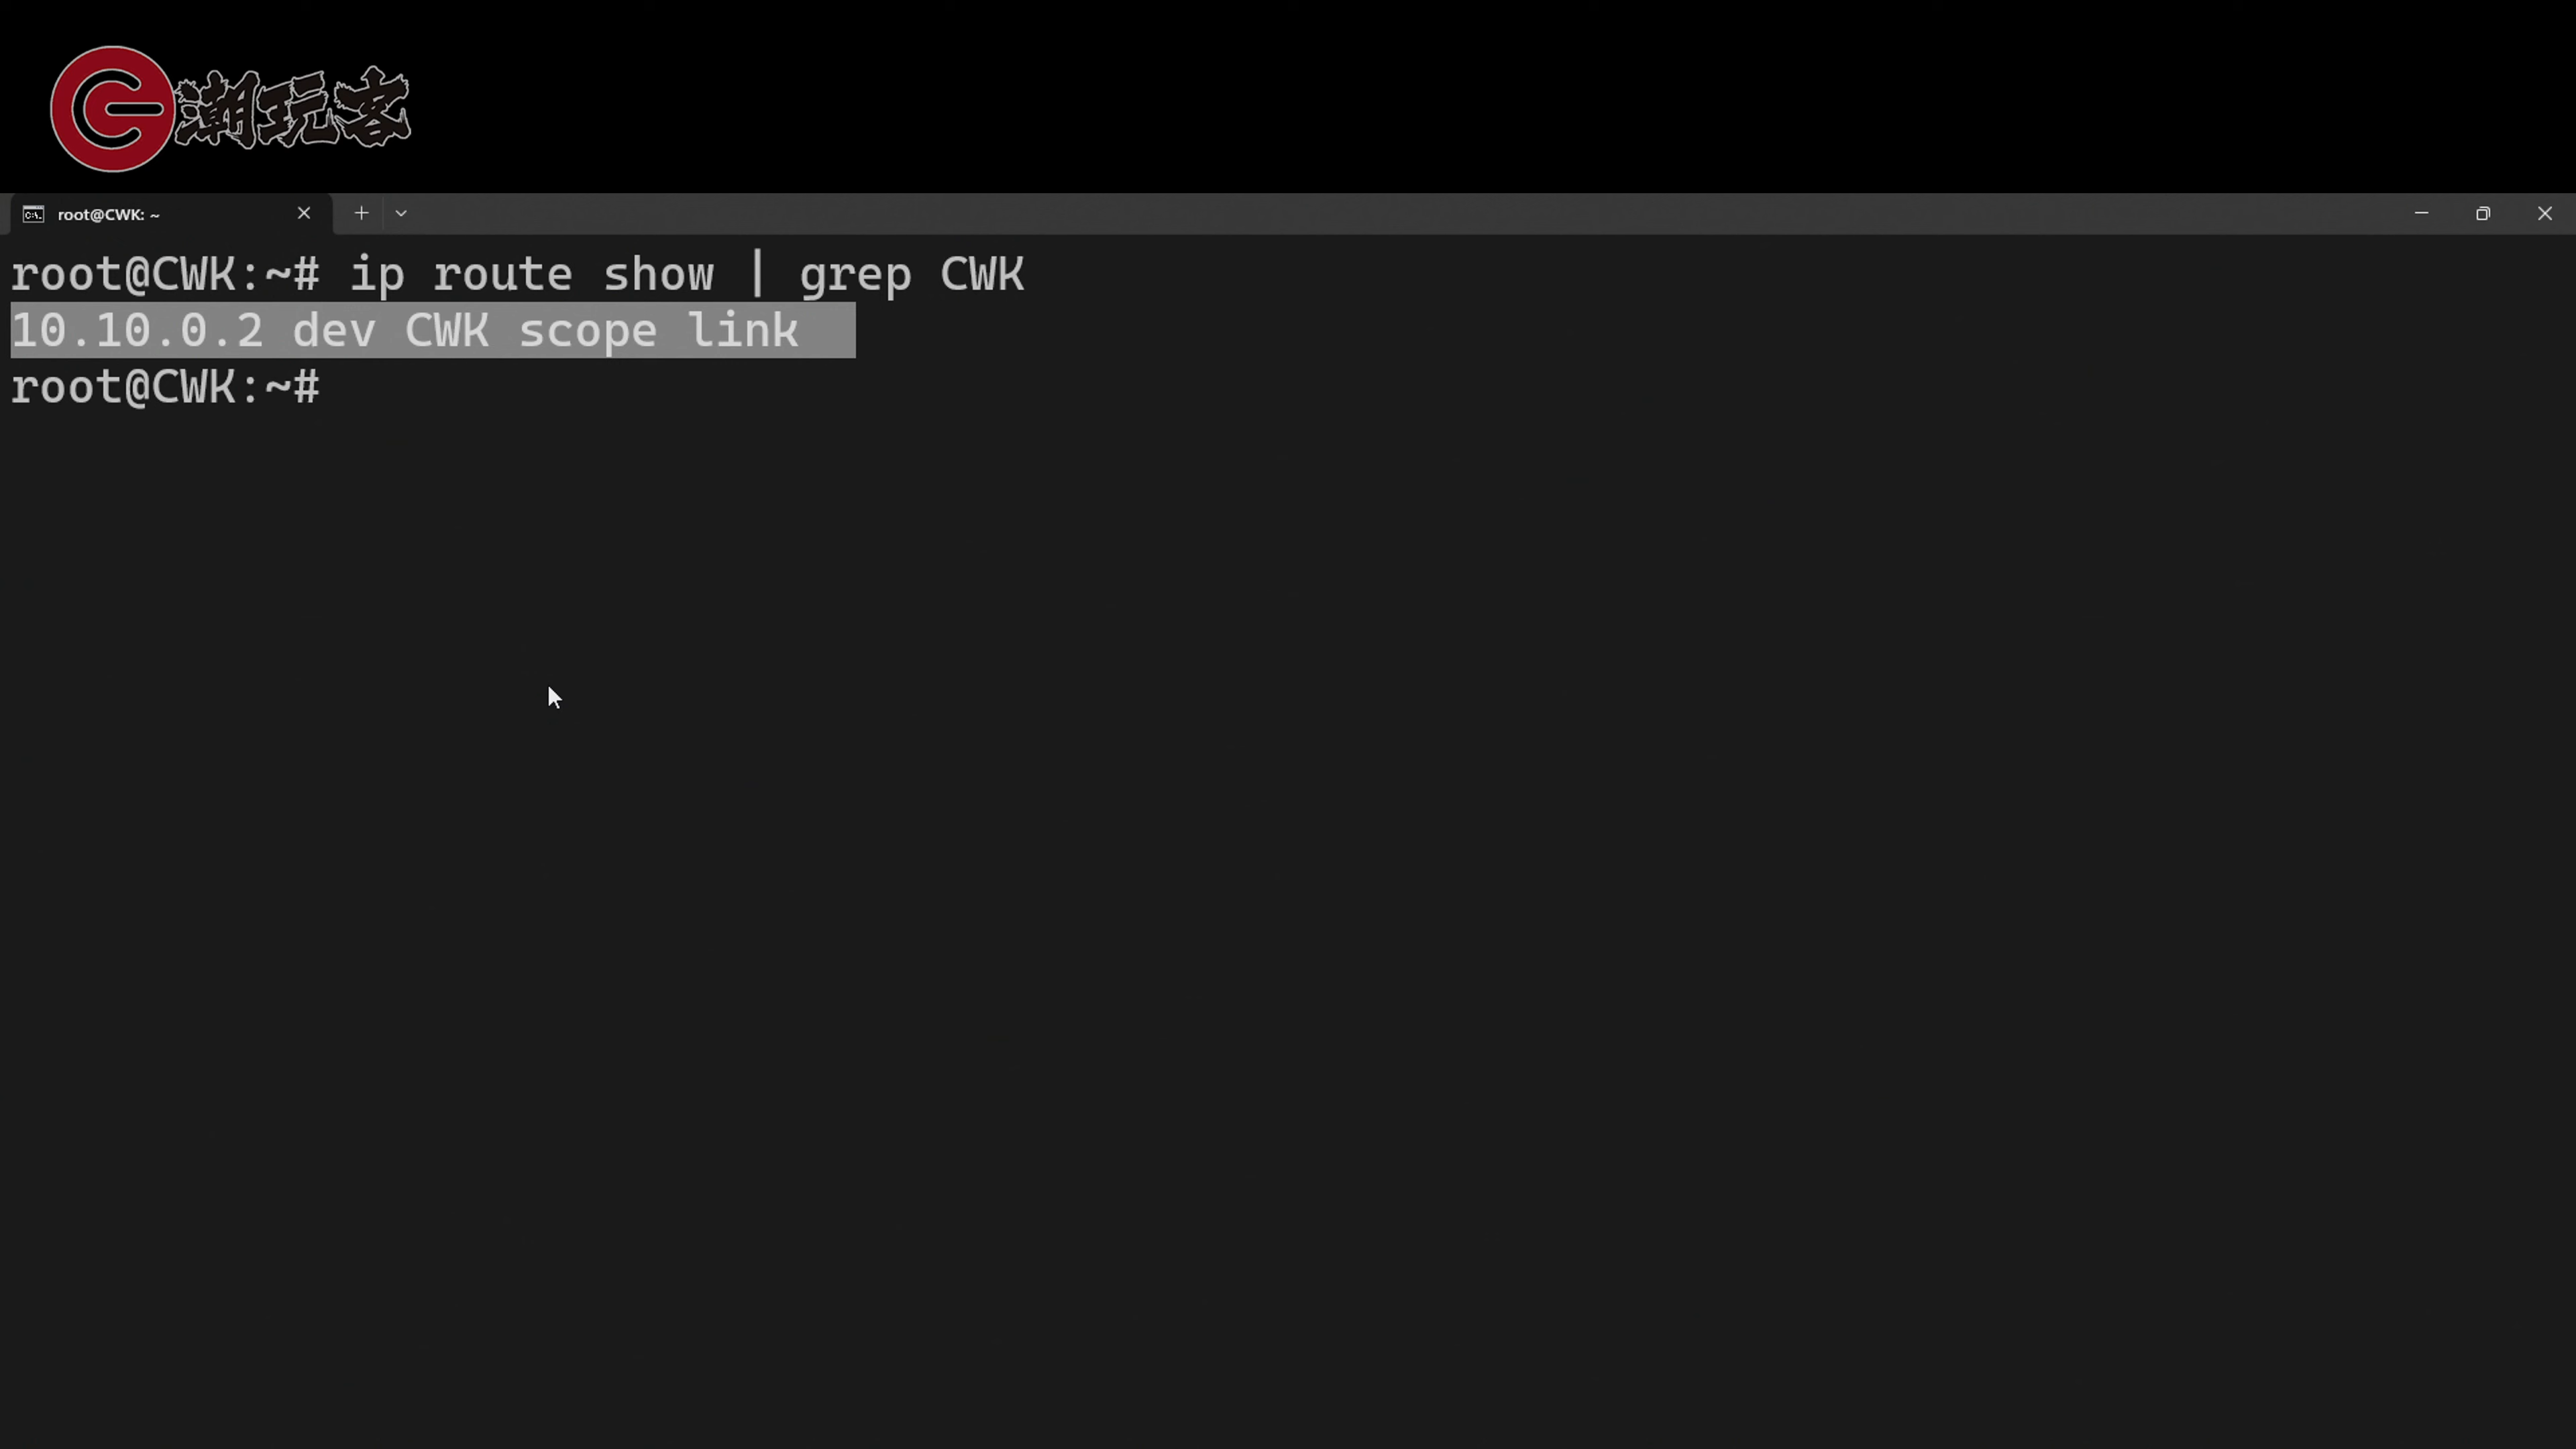 潮玩客
root@CWK: ~
root@CWK:~# ip route show | grep CWK
10.10.0.2 dev CWK scope link
root@CWK:~#